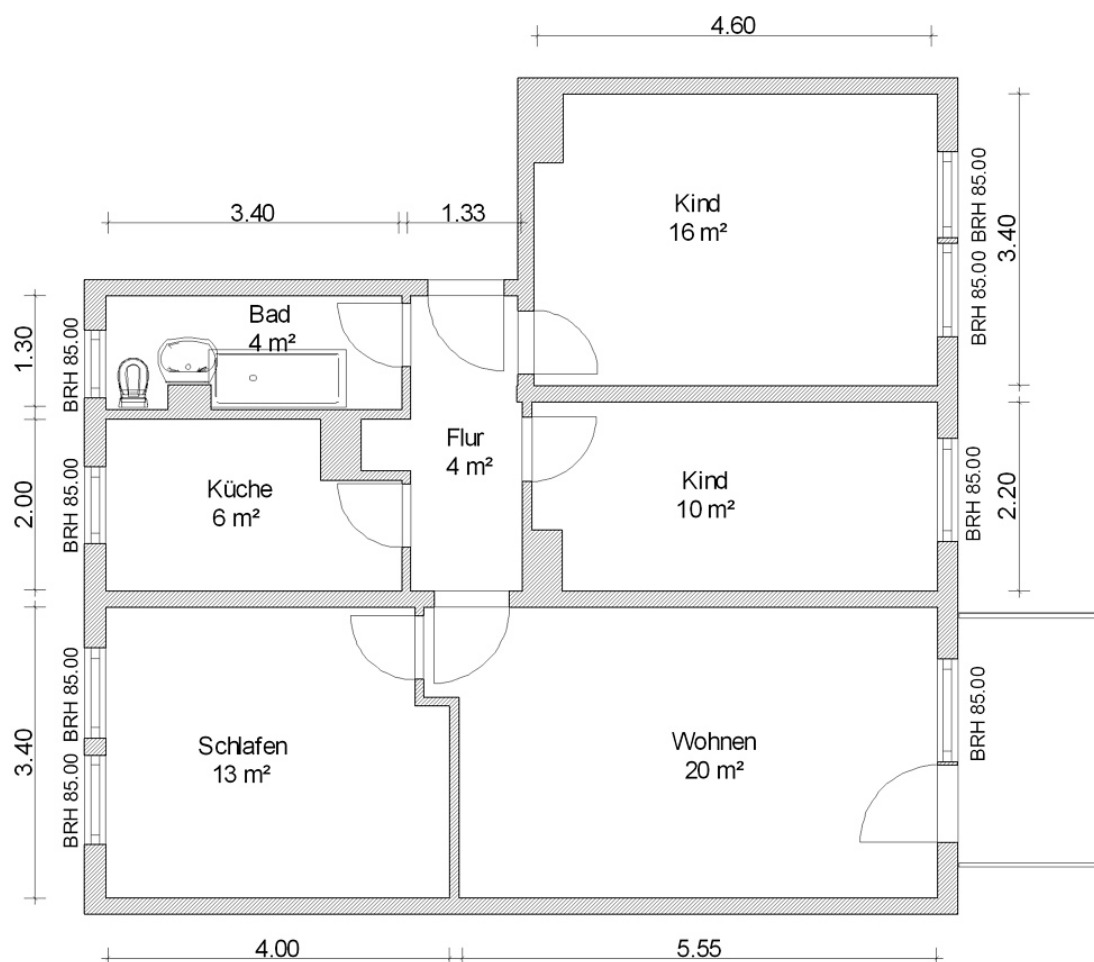 4.60
3.40
1.33
Kind
16 m²
BRH 85.00
BRH 85.00
3.40
1.30
BRH 85.00
Bad
4 m²
Flur
4 m²
2.00
BRH 85.00
Küche
6 m²
Kind
10 m²
BRH 85.00
2.20
3.40
BRH 85.00
BRH 85.00
Schlafen
13 m²
Wohnen
20 m²
BRH 85.00
4.00
5.55